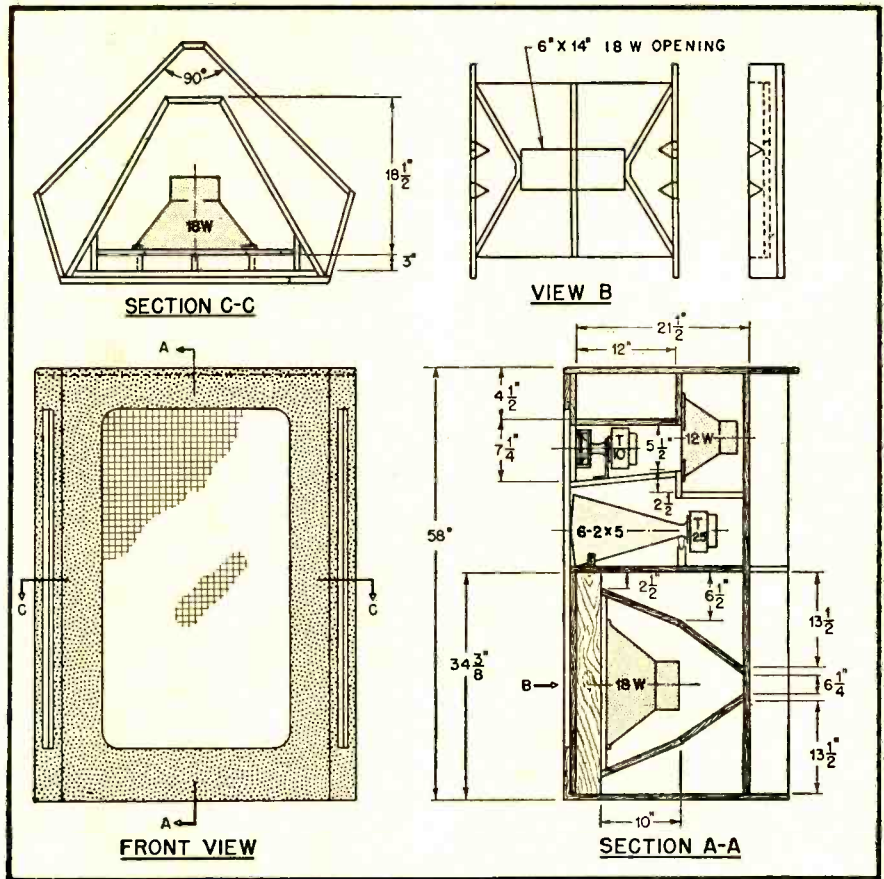 90°
18 1/2"
18W
3"
SECTION C-C
6" X 14" 18 W OPENING
VIEW B
A
C
C
A
FRONT VIEW
21 1/2"
12"
4 1/2"
7 1/4"
T 10
5 1/2"
12W
2 1/2"
6-2×5
T 25
58"
2 1/2"
6 1/2"
13 1/2"
34 3/8"
B
18W
6 1/4"
13 1/2"
10"
SECTION A-A